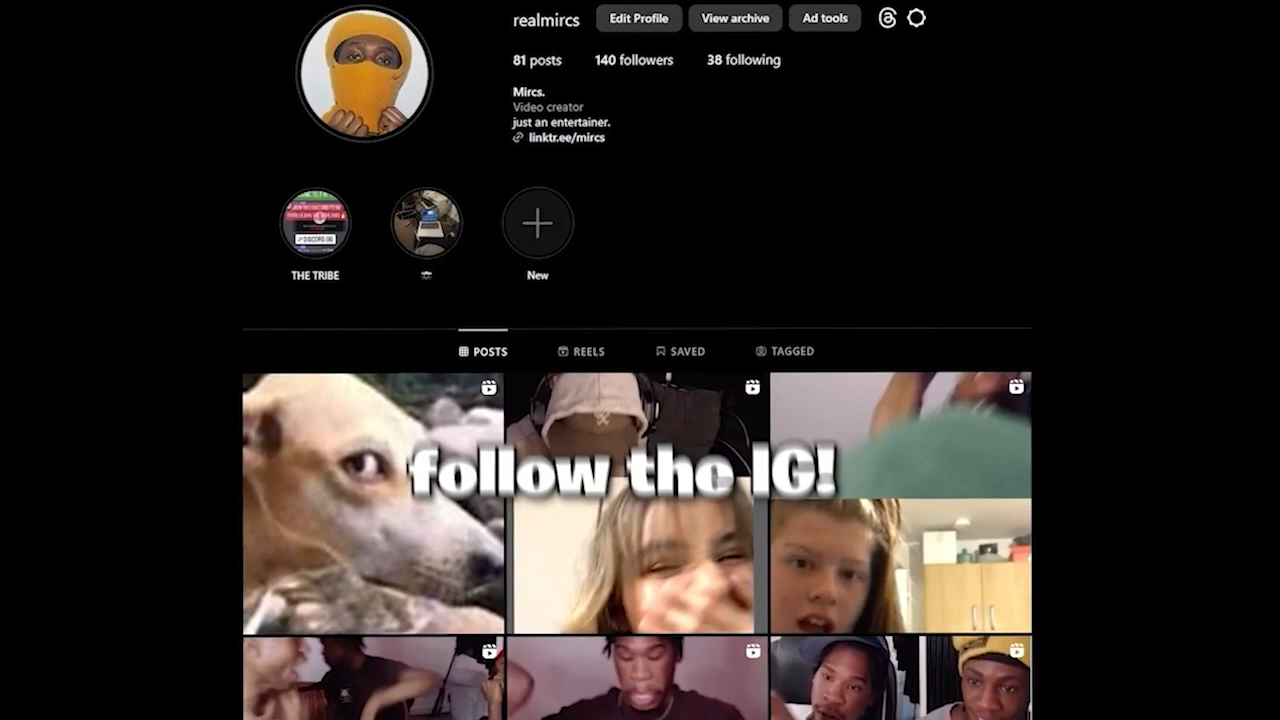 realmircs Edit Profile View archive Ad tools
81 posts 140 followers 38 following
Mircs.
Video creator
just an entertainer.
linktr.ee/mircs
THE TRIBE New
POSTS REELS SAVED TAGGED
follow the IG!